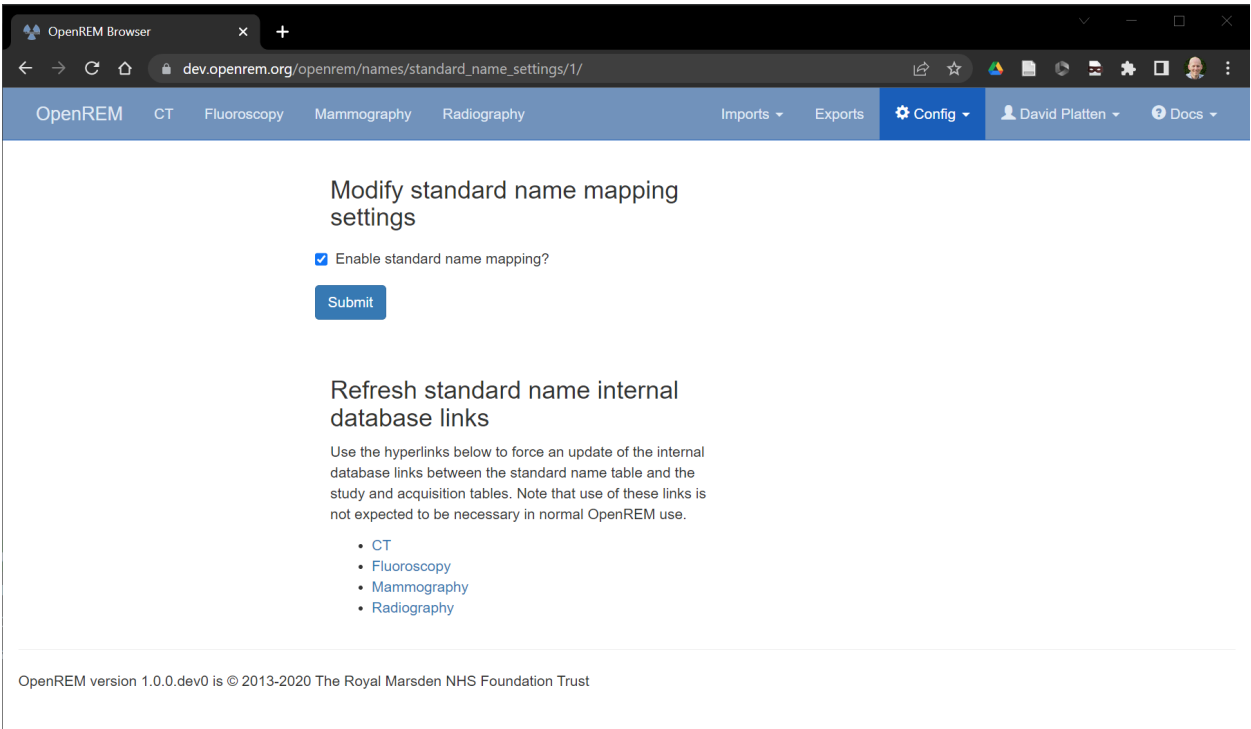 OpenREM Browser
dev.openrem.org/openrem/names/standard_name_settings/1/
OpenREM CT Fluoroscopy Mammography Radiography Imports Exports Config David Platten Docs
Modify standard name mapping
settings
Enable standard name mapping?
Submit
Refresh standard name internal
database links
Use the hyperlinks below to force an update of the internal
database links between the standard name table and the
study and acquisition tables. Note that use of these links is
not expected to be necessary in normal OpenREM use.
• CT
• Fluoroscopy
• Mammography
• Radiography
OpenREM version 1.0.0.dev0 is © 2013-2020 The Royal Marsden NHS Foundation Trust